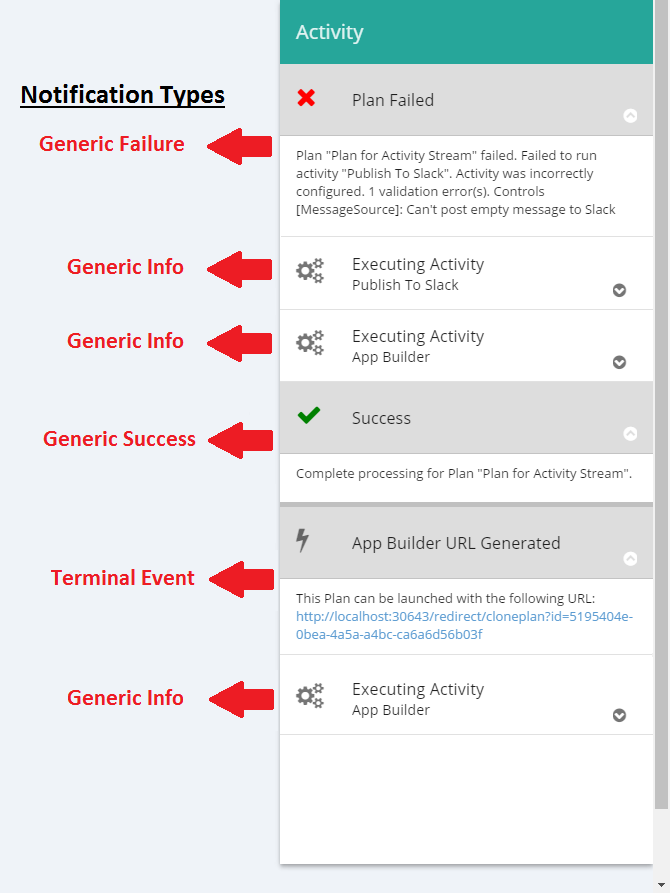 Activity
Notification Types
Plan Failed
Generic Failure
Plan "Plan for Activity Stream" failed. Failed to run
activity "Publish To Slack". Activity was incorrectly
configured. 1 validation error(s). Controls
[MessageSource]: Can't post empty message to Slack
Generic Info
Executing Activity
Publish To Slack
Generic Info
Executing Activity
App Builder
Generic Success
Success
Complete processing for Plan "Plan for Activity Stream".
App Builder URL Generated
Terminal Event
This Plan can be launched with the following URL:
http://localhost:30643/redirect/cloneplan?id=5195404e-
0bea-4a5a-a4bc-ca6a6d56b03f
Generic Info
Executing Activity
App Builder